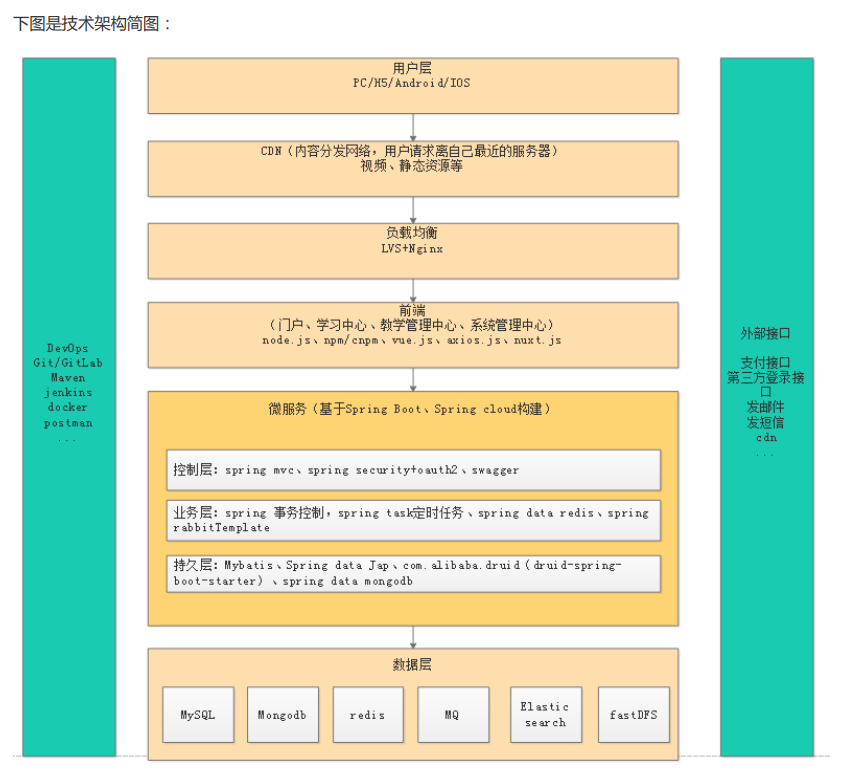 下图是技术架构简图：
用户层
PC/H5/Android/IOS
CDN（内容分发网络，用户请求离自己最近的服务器）
视频、静态资源等
负载均衡
LVS+Nginx
前端
（门户、学习中心、教学管理中心、系统管理中心）
node.js、npm/cnpm、vue.js、axios.js、nuxt.js
微服务（基于Spring Boot、Spring cloud构建）
控制层：spring mvc、spring security+oauth2、swagger
业务层：spring 事务控制，spring task定时任务、spring data redis、spring
rabbitTemplate
持久层：Mybatis、Spring data Jap、com.alibaba.druid（druid-spring-
boot-starter）、spring data mongodb
数据层
MySQL
Mongodb
redis
MQ
Elastic
search
fastDFS
DevOps
Git/GitLab
Maven
jenkins
docker
postman
...
外部接口
支付接口
第三方登录接
口
发邮件
发短信
cdn
...